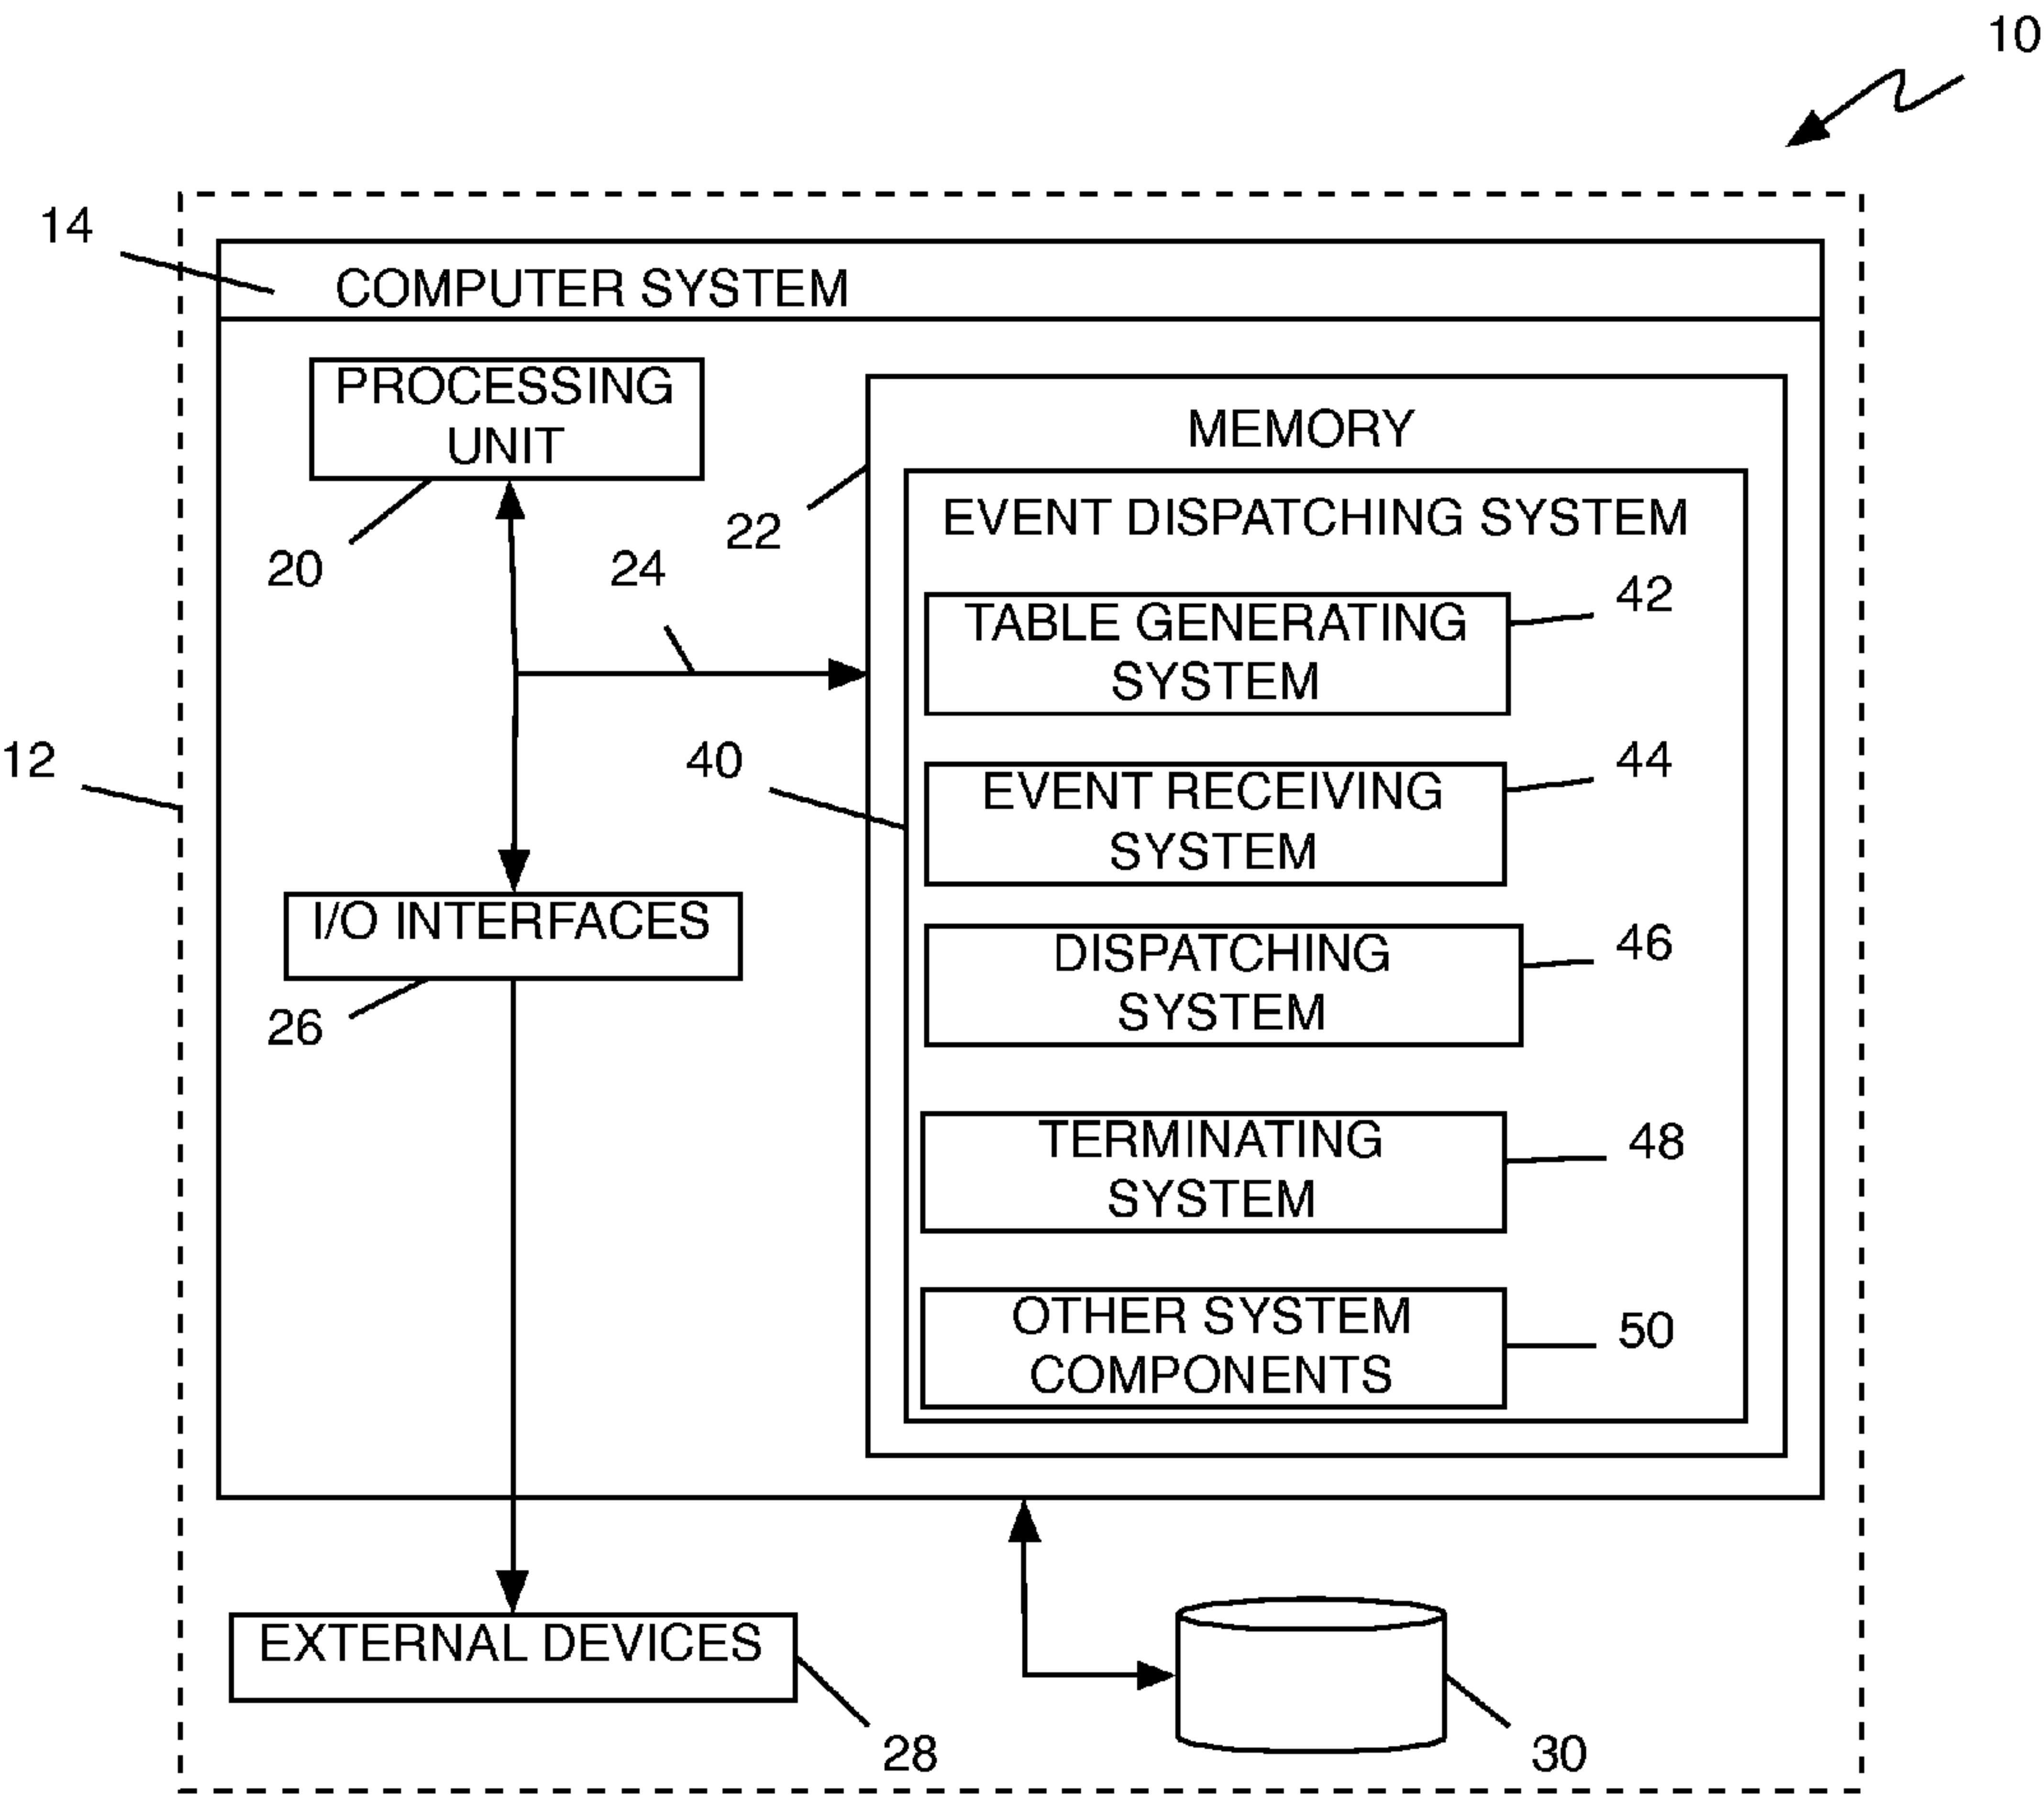 10
14
COMPUTER SYSTEM
PROCESSING
UNIT
20
24
22
MEMORY
EVENT DISPATCHING SYSTEM
TABLE GENERATING
SYSTEM
42
12
40
EVENT RECEIVING
SYSTEM
44
I/O INTERFACES
26
DISPATCHING
SYSTEM
46
TERMINATING
SYSTEM
48
OTHER SYSTEM
COMPONENTS
50
EXTERNAL DEVICES
28
30